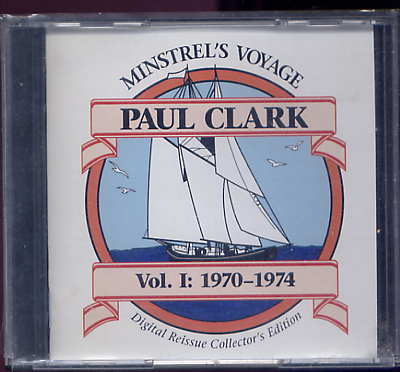 MINSTREL'S VOYAGE
PAUL CLARK
Vol. I: 1970–1974
Digital Reissue Collector's Edition